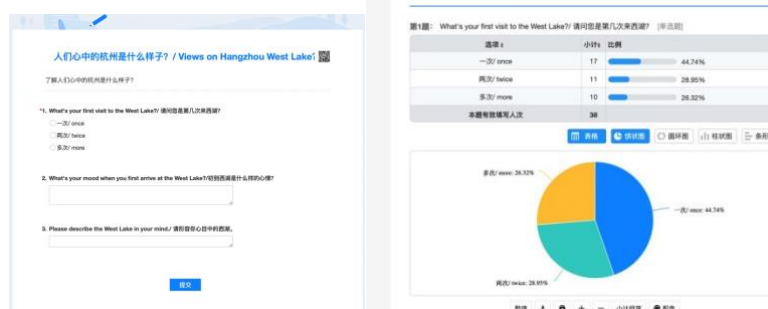 人们心中的杭州是什么样子? / Views on Hangzhou West Lake?
了解人们心中的杭州是什么样子?
*1. What's your first visit to the West Lake?/ 请问您是第几次来西湖?
一次/ once
两次/ twice
多次/ more
2. What's your mood when you first arrive at the West Lake?/初到西湖是什么样的心情?
3. Please describe the West Lake in your mind./ 请形容你心目中的西湖。
提交
第1题: What's your first visit to the West Lake?/ 请问您是第几次来西湖? [单选题]
选项 小计 比例
一次/ once 17 44.74%
两次/ twice 11 28.95%
多次/ more 10 26.32%
本题有效填写人次 38
表格 饼状图 圆环图 柱状图 条形
多次/ more: 26.32%
一次/ once: 44.74%
两次/ twice: 28.95%